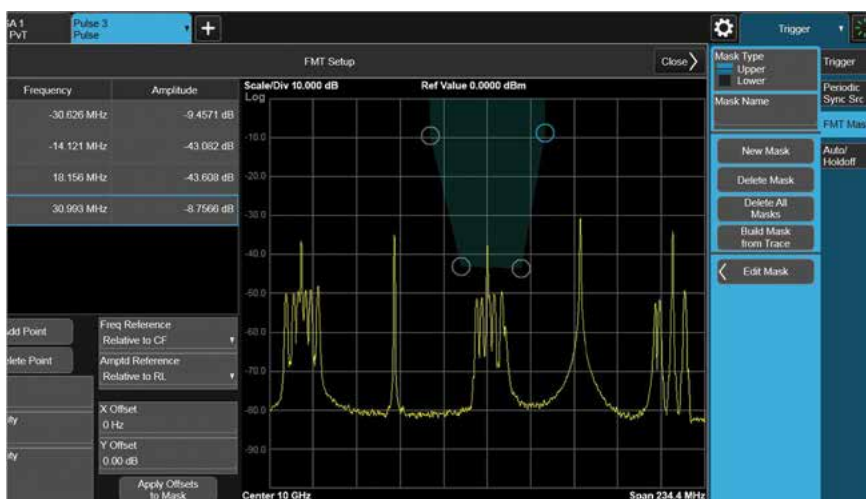 SA 1
PvT
Pulse 3
Pulse
+
Trigger
FMT Setup
Close
Frequency Amplitude
-30.626 MHz -9.4571 dB
-14.121 MHz -43.082 dB
18.156 MHz -43.608 dB
30.993 MHz -8.7566 dB
Add Point
Delete Point
Freq Reference
Relative to CF
Amptd Reference
Relative to RL
X Offset
0 Hz
Y Offset
0.00 dB
Apply Offsets
to Mask
Scale/Div 10.000 dB Ref Value 0.0000 dBm
Log
-10.0
-20.0
-30.0
-40.0
-50.0
-60.0
-70.0
-80.0
-90.0
Center 10 GHz Span 234.4 MHz
Mask Type
Upper
Lower
Mask Name
New Mask
Delete Mask
Delete All
Masks
Build Mask
from Trace
Edit Mask
Trigger
Periodic
Sync Src
FMT Mas
Auto/
Holdoff